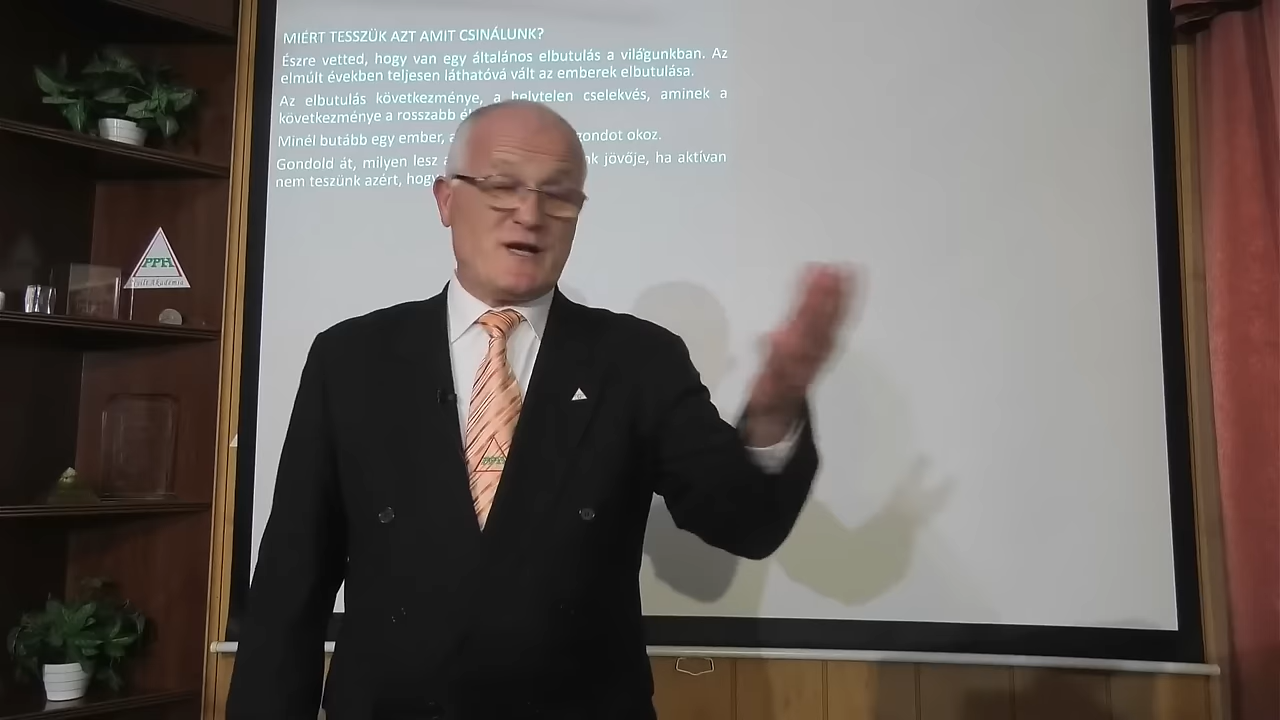 MIÉRT TESSZÜK AZT AMIT CSINÁLUNK?
Észre vetted, hogy van egy általános elbutulás a világunkban. Az
elmúlt években teljesen láthatóvá vált az emberek elbutulása.
Az elbutulás következménye, a helytelen cselekvés, aminek a
következménye a rosszabb
Minél butább egy ember, gondot okoz.
Gondold át, milyen lesz jövője, ha aktívan
nem teszünk azért, hogy
PPH
PPH